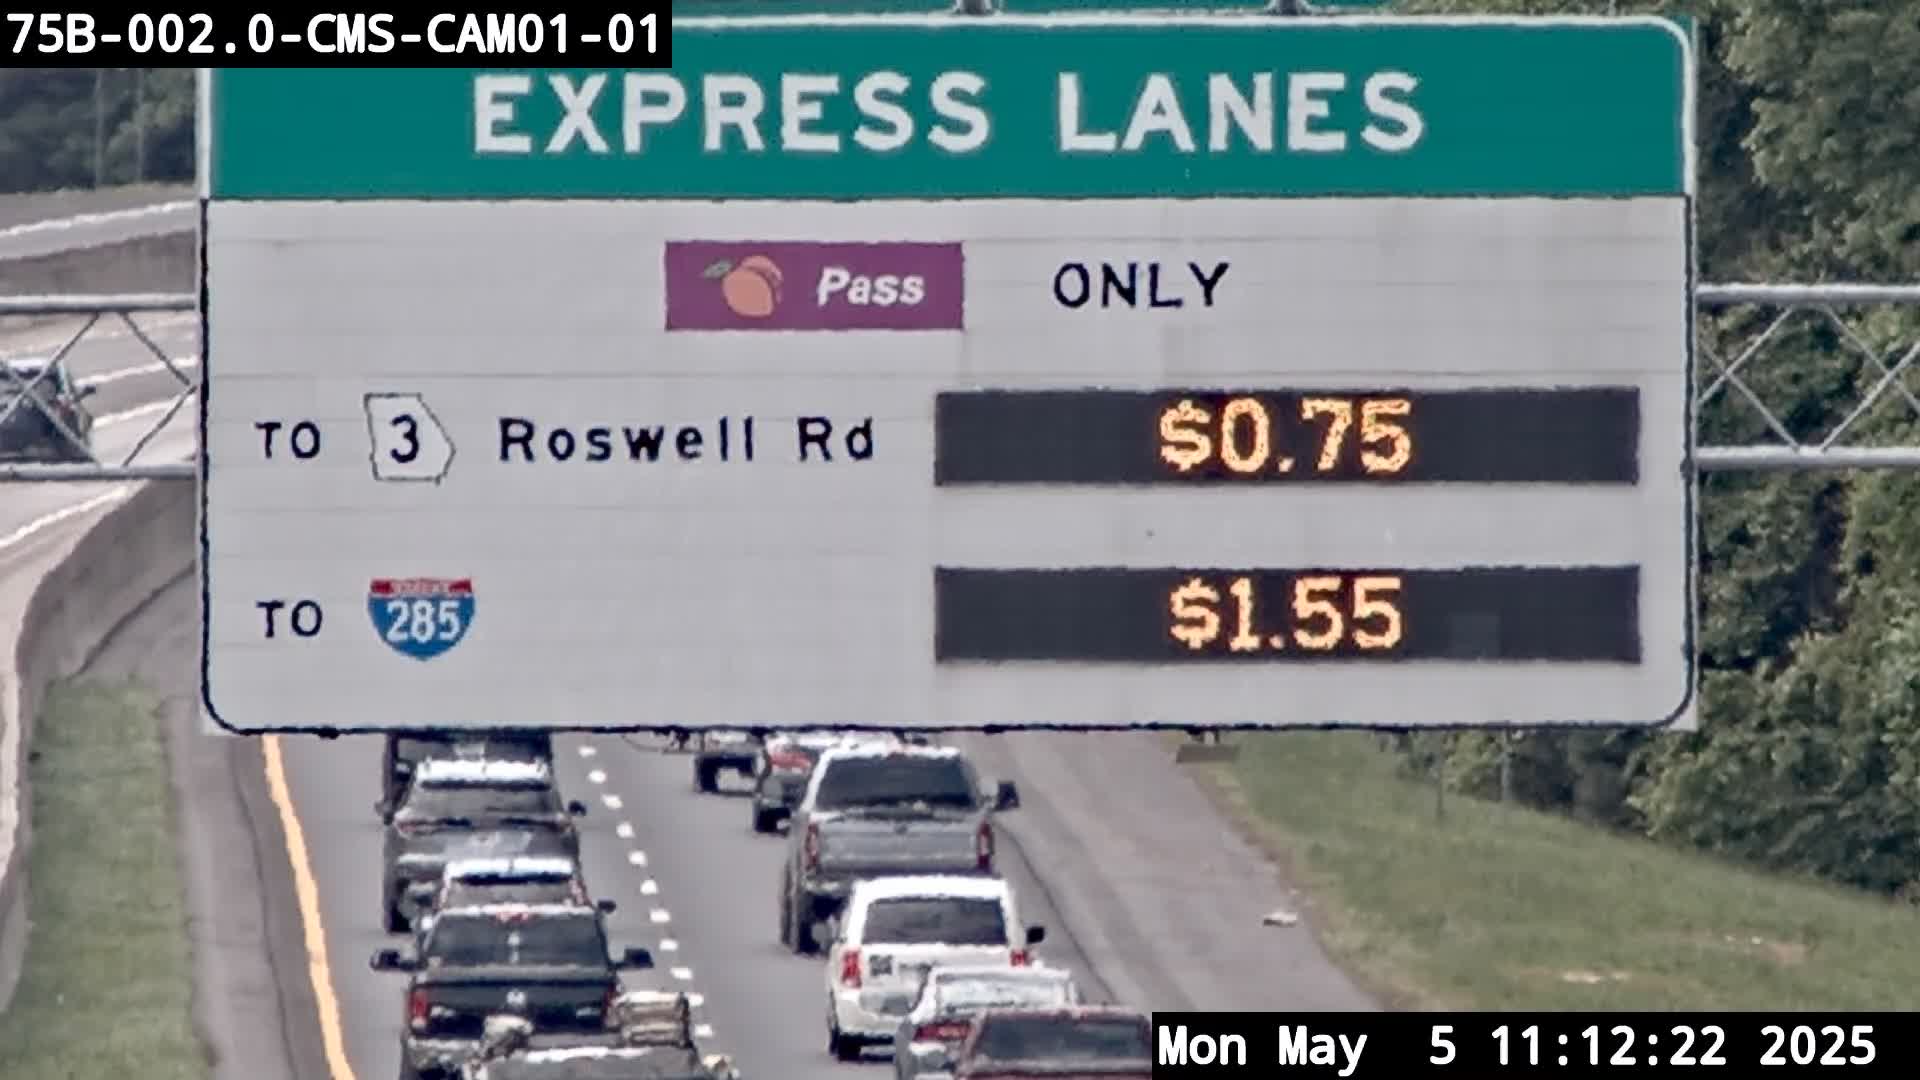 75B-002.0-CMS-CAM01-01
EXPRESS LANES
Pass ONLY
TO 3 Roswell Rd $0.75
TO 285 $1.55
Mon May 5 11:12:22 2025